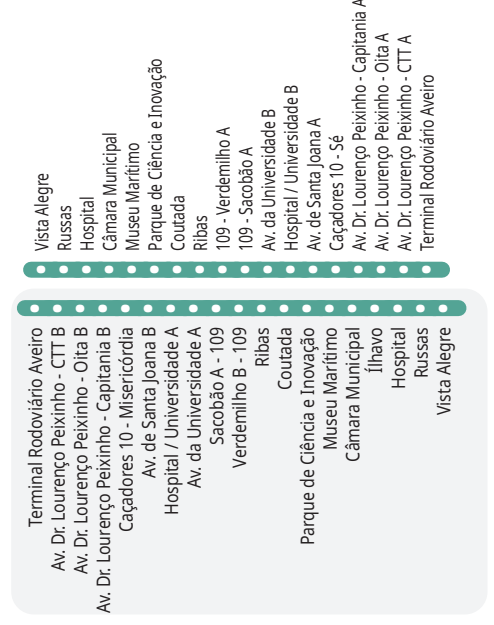 Vista Alegre
Russas
Hospital
Câmara Municipal
Museu Marítimo
Parque de Ciência e Inovação
Coutada
Ribas
109 - Verdemilho A
109 - Sacobão A
Av. da Universidade B
Hospital / Universidade B
Av. de Santa Joana A
Caçadores 10 - Sé
Av. Dr. Lourenço Peixinho - Capitania A
Av. Dr. Lourenço Peixinho - Oita A
Av. Dr. Lourenço Peixinho - CTT A
Terminal Rodoviário Aveiro
Terminal Rodoviário Aveiro
Av. Dr. Lourenço Peixinho - CTT B
Av. Dr. Lourenço Peixinho - Oita B
Av. Dr. Lourenço Peixinho - Capitania B
Caçadores 10 - Misericórdia
Av. de Santa Joana B
Hospital / Universidade A
Av. da Universidade A
Sacobão A - 109
Verdemilho B - 109
Ribas
Coutada
Parque de Ciência e Inovação
Museu Marítimo
Câmara Municipal
Ílhavo
Hospital
Russas
Vista Alegre